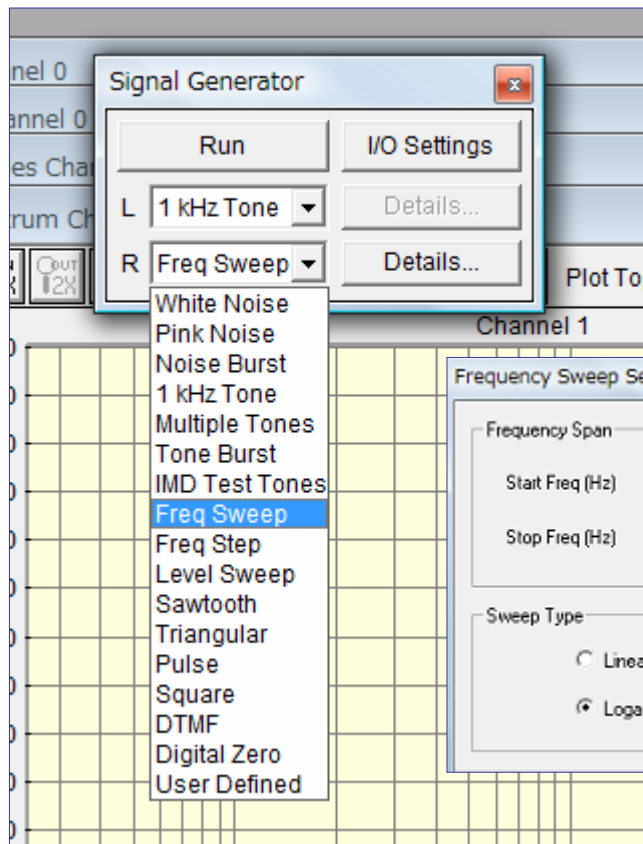 nel 0
Signal Generator
annel 0
Run
I/O Settings
es Cha
L 1 kHz Tone Details...
rum Ch
OUT
2X
R Freq Sweep Details...
Plot To
Channel 1
White Noise
Pink Noise
Noise Burst
1 kHz Tone
Multiple Tones
Tone Burst
IMD Test Tones
Freq Sweep
Freq Step
Level Sweep
Sawtooth
Triangular
Pulse
Square
DTMF
Digital Zero
User Defined
Frequency Sweep Se
Frequency Span
Start Freq (Hz)
Stop Freq (Hz)
Sweep Type
Linea
Loga